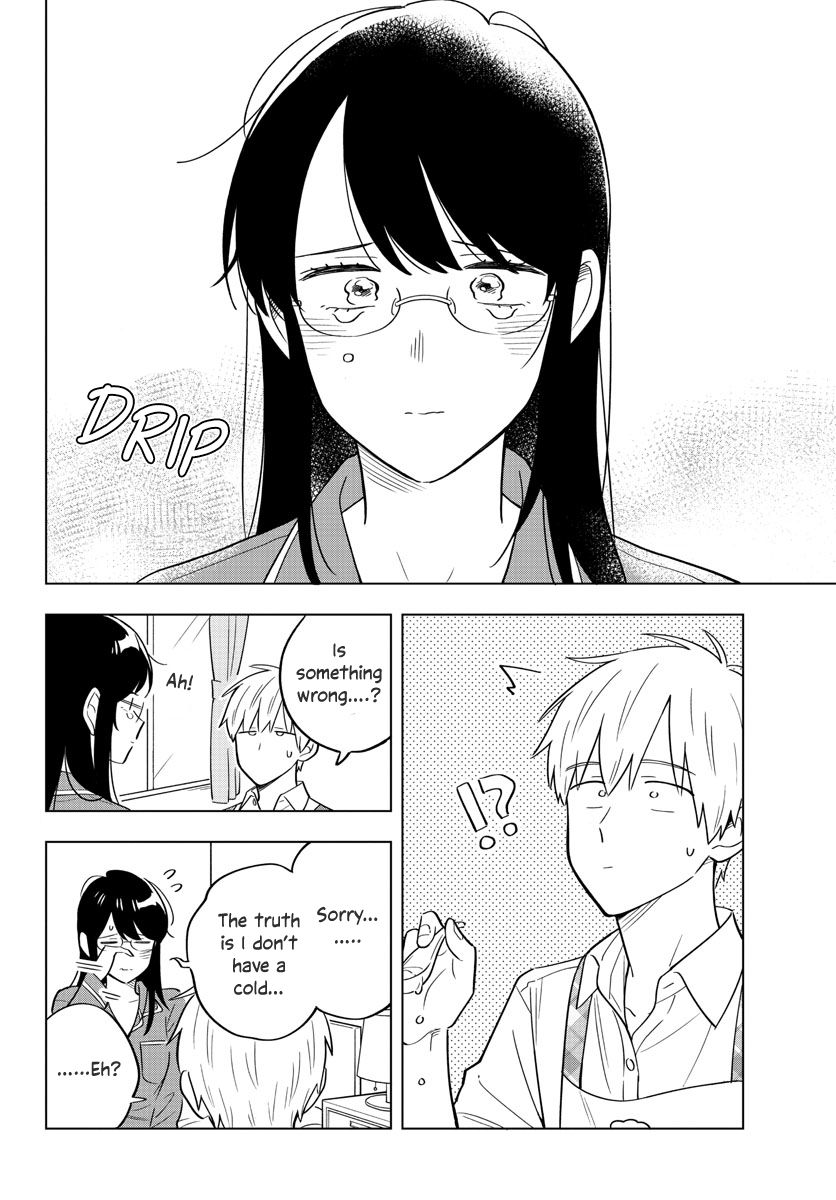 DRIP
!?
Is
something
wrong....?
Ah!
Sorry...
.....
The truth
is I don't
have a
cold...
......Eh?